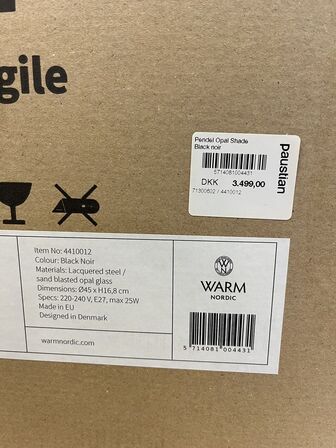 gile
Pendel Opal Shade
Black noir
5714081004431
DKK 3.499,00
71300602 / 4410012
paustian
Item No: 4410012
Colour: Black Noir
Materials: Lacquered steel /
sand blasted opal glass
Dimensions: Ø45 x H16,8 cm
Specs: 220-240 V, E27, max 25W
Made in EU
Designed in Denmark
warmnordic.com
WARM
NORDIC
5 714081 004431